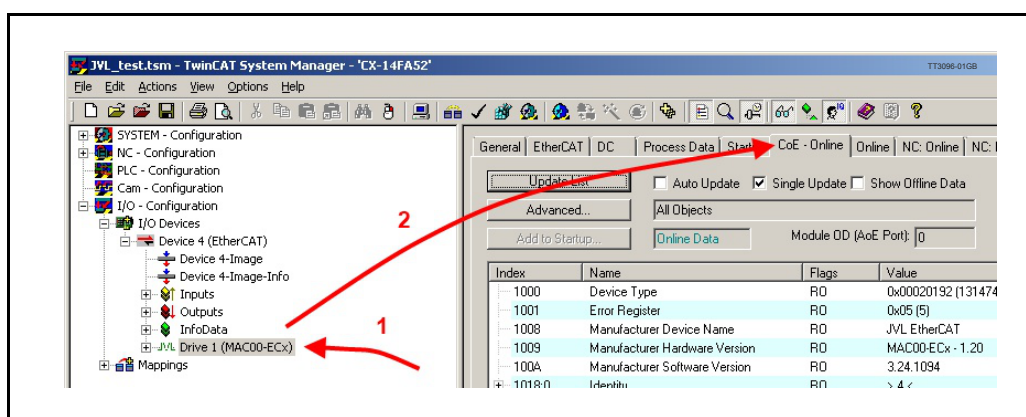 JVL_test.tsm - TwinCAT System Manager - 'CX-14FA52'
TT3096-01GB
File Edit Actions View Options Help
SYSTEM - Configuration
NC - Configuration
PLC - Configuration
Cam - Configuration
I/O - Configuration
I/O Devices
Device 4 (EtherCAT)
Device 4-Image
Device 4-Image-Info
Inputs
Outputs
InfoData
JVL Drive 1 (MAC00-ECx)
Mappings
2
1
General EtherCAT DC Process Data CoE - Online Online NC: Online NC:
Update List Auto Update Single Update Show Offline Data
Advanced... All Objects
Add to Startup... Online Data Module OD (AoE Port): 0
Index Name Flags Value
1000 Device Type RO 0x00020192 (131474
1001 Error Register RO 0x05 (5)
1008 Manufacturer Device Name RO JVL EtherCAT
1009 Manufacturer Hardware Version RO MAC00-ECx - 1.20
100A Manufacturer Software Version RO 3.24.1094
1018:0 Identity RO > 4 <